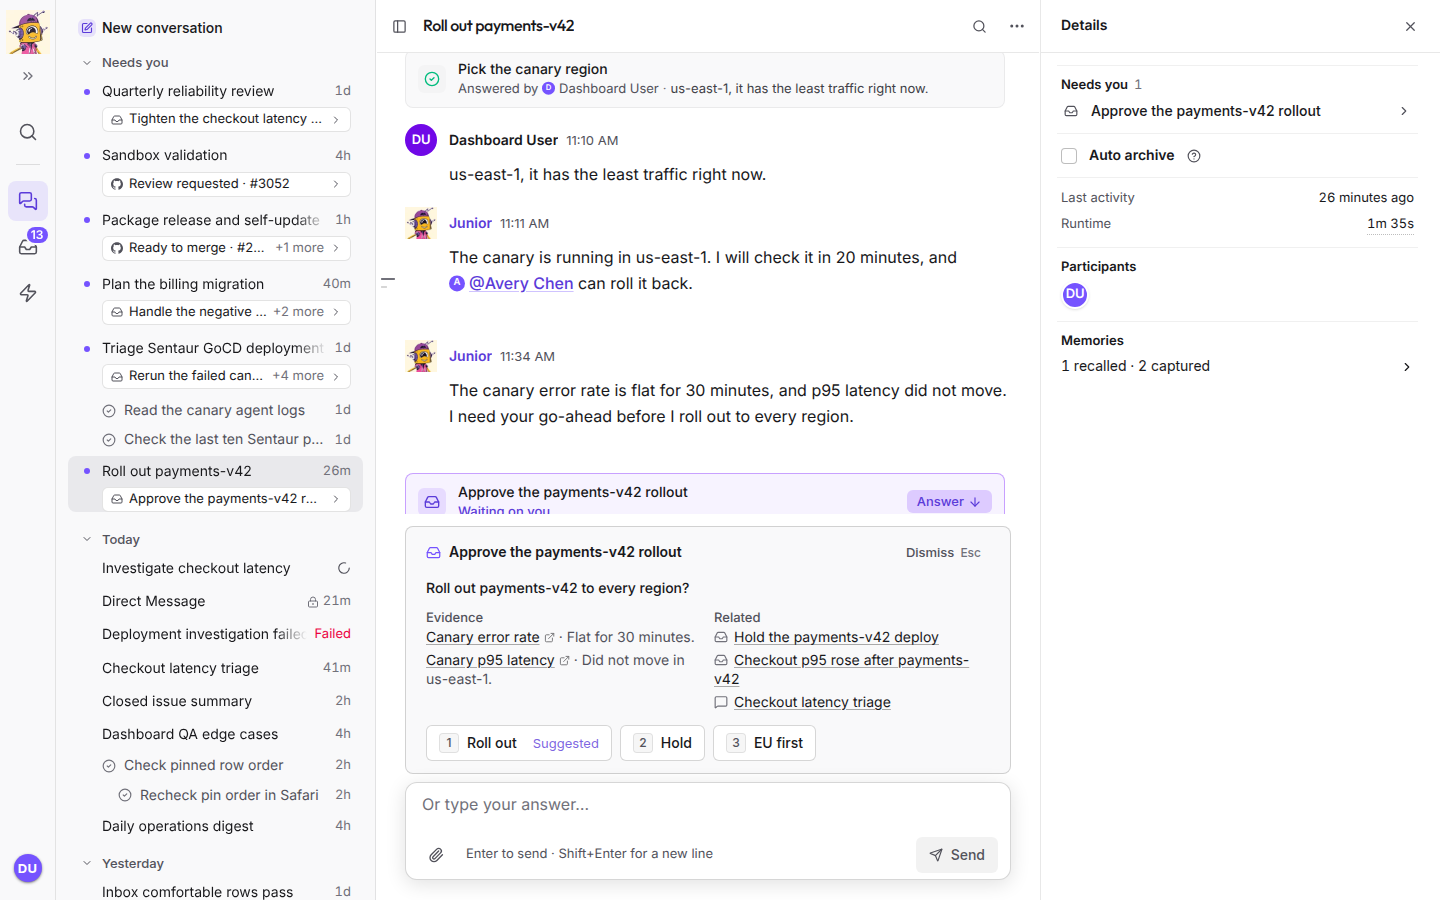 New conversation
Needs you
Quarterly reliability review 1d
Tighten the checkout latency ...
Sandbox validation 4h
Review requested · #3052
Package release and self-update 1h
Ready to merge · #2... +1 more
Plan the billing migration 40m
Handle the negative ... +2 more
Triage Sentaur GoCD deployment 1d
Rerun the failed can... +4 more
Read the canary agent logs 1d
Check the last ten Sentaur p... 1d
Roll out payments-v42 26m
Approve the payments-v42 r...
Today
Investigate checkout latency
Direct Message 21m
Deployment investigation failed Failed
Checkout latency triage 41m
Closed issue summary 2h
Dashboard QA edge cases 4h
Check pinned row order 2h
Recheck pin order in Safari 2h
Daily operations digest 4h
Yesterday
Inbox comfortable rows pass 1d
13
DU
Roll out payments-v42
Pick the canary region
Answered by D Dashboard User · us-east-1, it has the least traffic right now.
DU Dashboard User 11:10 AM
us-east-1, it has the least traffic right now.
Junior 11:11 AM
The canary is running in us-east-1. I will check it in 20 minutes, and
A @Avery Chen can roll it back.
Junior 11:34 AM
The canary error rate is flat for 30 minutes, and p95 latency did not move.
I need your go-ahead before I roll out to every region.
Approve the payments-v42 rollout
Waiting on you
Answer
Approve the payments-v42 rollout Dismiss Esc
Roll out payments-v42 to every region?
Evidence
Canary error rate · Flat for 30 minutes.
Canary p95 latency · Did not move in
us-east-1.
Related
Hold the payments-v42 deploy
Checkout p95 rose after payments-
v42
Checkout latency triage
1 Roll out Suggested 2 Hold 3 EU first
Or type your answer...
Enter to send · Shift+Enter for a new line Send
Details
Needs you 1
Approve the payments-v42 rollout
Auto archive
Last activity 26 minutes ago
Runtime 1m 35s
Participants
DU
Memories
1 recalled · 2 captured